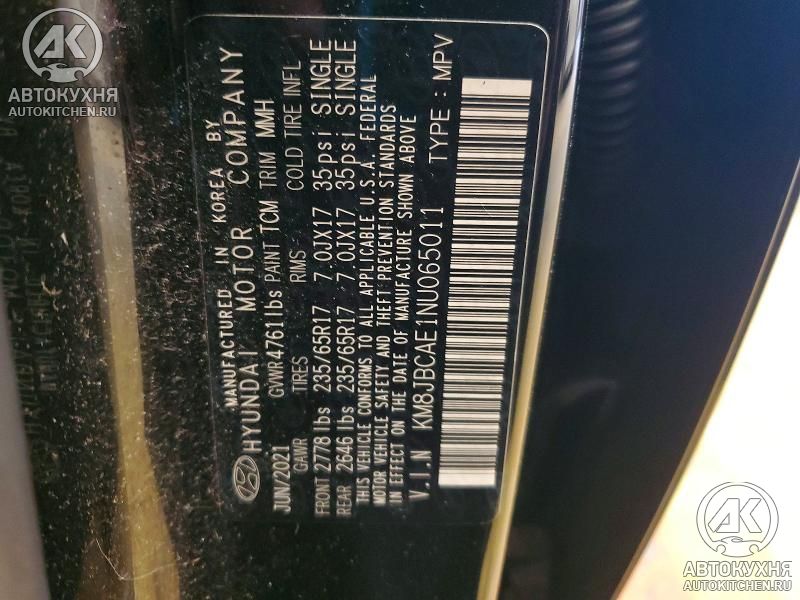 АВТОКУХНЯ
AUTOKITCHEN.RU
MANUFACTURED IN KOREA BY
HYUNDAI MOTOR COMPANY
JUN/2021 GVWR 4761 lbs PAINT TCM TRIM MMH
GAWR TIRES RIMS COLD TIRE INFL
FRONT 2778 lbs 235/65R17 7.0JX17 35psi SINGLE
REAR 2646 lbs 235/65R17 7.0JX17 35psi SINGLE
THIS VEHICLE CONFORMS TO ALL APPLICABLE U.S.A. FEDERAL
MOTOR VEHICLE SAFETY AND THEFT PREVENTION STANDARDS
IN EFFECT ON THE DATE OF MANUFACTURE SHOWN ABOVE
V.I.N KM8JBCAE1NU065011 TYPE : MPV
АВТОКУХНЯ
AUTOKITCHEN.RU